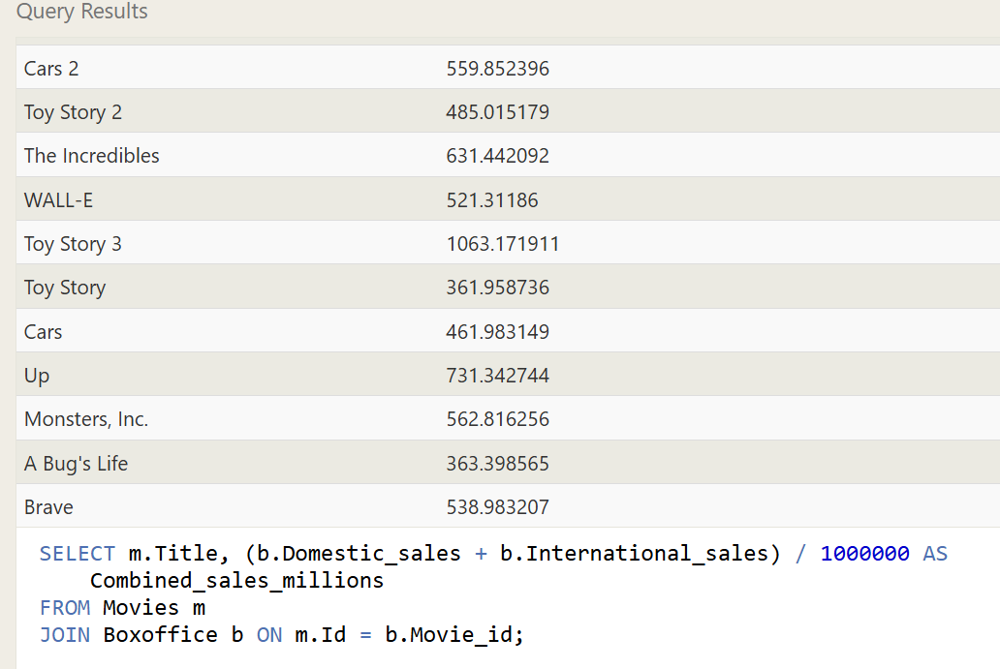 Query Results
Cars 2 559.852396
Toy Story 2 485.015179
The Incredibles 631.442092
WALL-E 521.31186
Toy Story 3 1063.171911
Toy Story 361.958736
Cars 461.983149
Up 731.342744
Monsters, Inc. 562.816256
A Bug's Life 363.398565
Brave 538.983207
SELECT m.Title, (b.Domestic_sales + b.International_sales) / 1000000 AS
Combined_sales_millions
FROM Movies m
JOIN Boxoffice b ON m.Id = b.Movie_id;